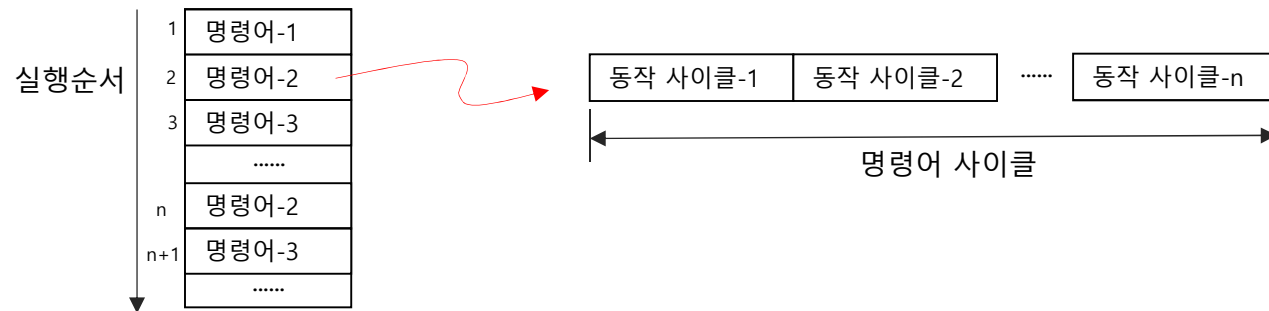 실행순서
1 명령어-1
2 명령어-2
3 명령어-3
······
n 명령어-2
n+1 명령어-3
······
동작 사이클-1 동작 사이클-2 ······ 동작 사이클-n
명령어 사이클